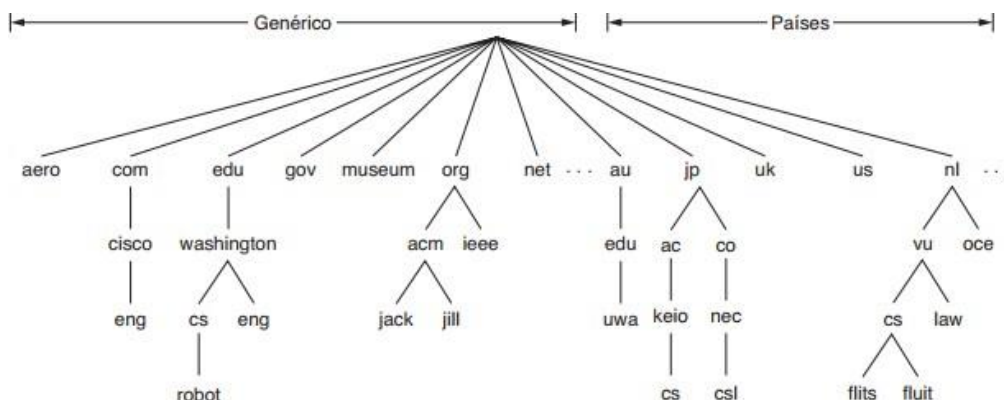 Genérico Países
aero com edu gov museum org net . . . au jp uk us nl . .
cisco washington acm ieee edu ac co vu oce
eng cs eng jack jill uwa keio nec cs law
robot cs csl flits fluit